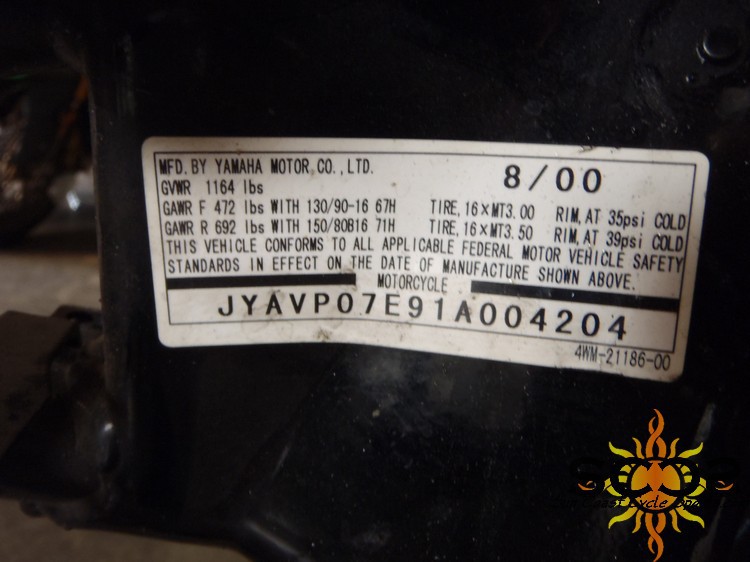 MFD. BY YAMAHA MOTOR. CO., LTD. 8/00
GVWR 1164 lbs
GAWR F 472 lbs WITH 130/90-16 67H TIRE, 16×MT3.00 RIM, AT 35psi COLD
GAWR R 692 lbs WITH 150/80B16 71H TIRE, 16×MT3.50 RIM, AT 39psi COLD
THIS VEHICLE CONFORMS TO ALL APPLICABLE FEDERAL MOTOR VEHICLE SAFETY
STANDARDS IN EFFECT ON THE DATE OF MANUFACTURE SHOWN ABOVE.
MOTORCYCLE
JYAVP07E91A004204
4WM-21186-00